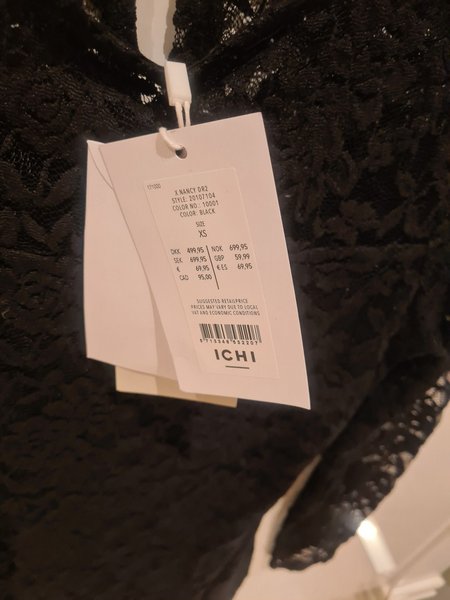 171000
X NANCY DR2
STYLE: 20107104
COLOR NO.: 10001
COLOR: BLACK
SIZE
XS
DKK 499,95 NOK 699,95
SEK 699,95 GBP 59,99
€ 69,95 € ES 69,95
CAD 95,00
SUGGESTED RETAILPRICE
PRICES MAY VARY DUE TO LOCAL
VAT AND ECONOMIC CONDITIONS
ICHI